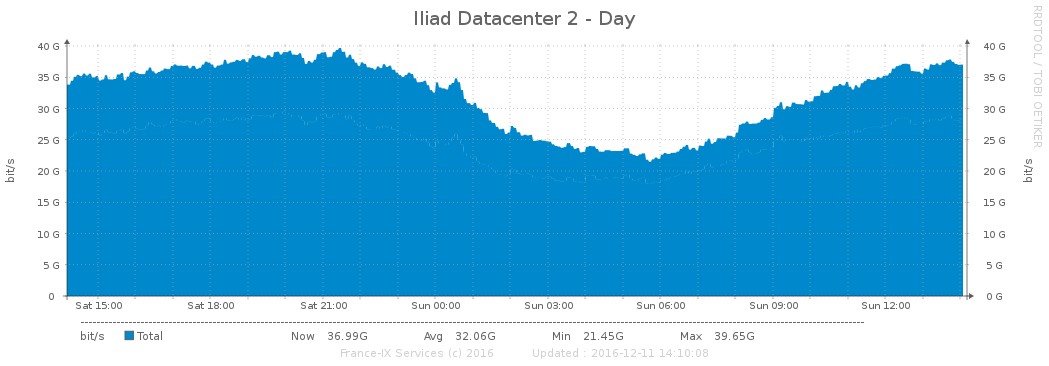 Iliad Datacenter 2 - Day
RRDTOOL / TOBI OETIKER
bit/s
40 G
35 G
30 G
25 G
20 G
15 G
10 G
5 G
0
40 G
35 G
30 G
25 G
20 G
15 G
10 G
5 G
0 G
bit/s
Sat 15:00 Sat 18:00 Sat 21:00 Sun 00:00 Sun 03:00 Sun 06:00 Sun 09:00 Sun 12:00
bit/s Total Now 36.99G Avg 32.06G Min 21.45G Max 39.65G
France-IX Services (c) 2016 Updated : 2016-12-11 14:10:08